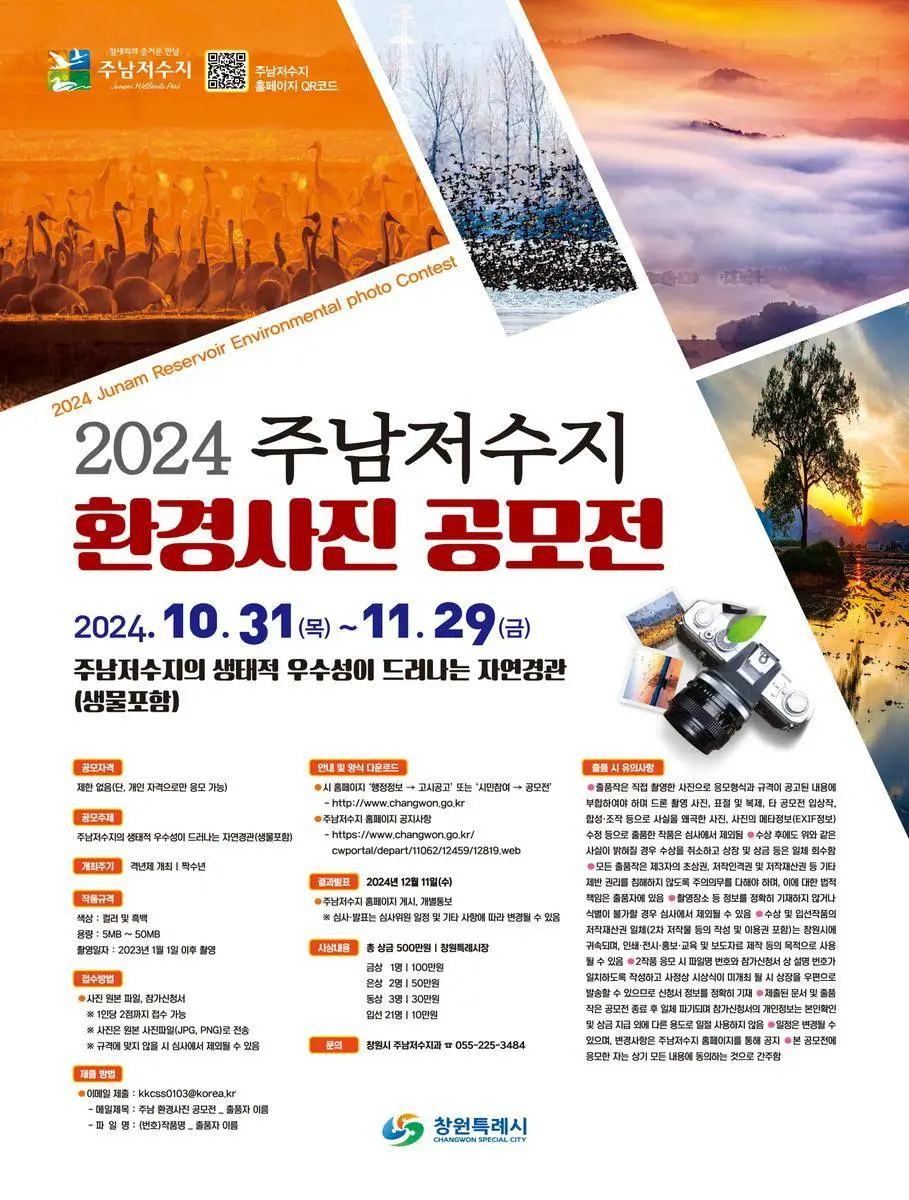 철새와의 즐거운 만남
주남저수지
Junam Wetlands Park
주남저수지
홈페이지 QR코드
2024 Junam Reservoir Environmental photo Contest
2024 주남저수지
환경사진 공모전
2024. 10. 31(목) ~ 11. 29(금)
주남저수지의 생태적 우수성이 드러나는 자연경관
(생물포함)
공모자격
제한 없음(단, 개인 자격으로만 응모 가능)
공모주제
주남저수지의 생태적 우수성이 드러나는 자연경관(생물포함)
개최주기 격년제 개최 | 짝수년
작품규격
색상 : 컬러 및 흑백
용량 : 5MB ~ 50MB
촬영일자 : 2023년 1월 1일 이후 촬영
접수방법
●사진 원본 파일, 참가신청서
※ 1인당 2점까지 접수 가능
※ 사진은 원본 사진파일(JPG, PNG)로 전송
※ 규격에 맞지 않을 시 심사에서 제외될 수 있음
제출 방법
●이메일 제출 : kkcss0103@korea.kr
- 메일제목 : 주남 환경사진 공모전 _ 출품자 이름
- 파 일 명 : (번호)작품명 _ 출품자 이름
안내 및 양식 다운로드
●시 홈페이지 '행정정보 → 고시공고' 또는 '시민참여 → 공모전'
- http://www.changwon.go.kr
●주남저수지 홈페이지 공지사항
- https://www.changwon.go.kr/
cwportal/depart/11062/12459/12819.web
결과발표 2024년 12월 11일(수)
●주남저수지 홈페이지 게시, 개별통보
※ 심사·발표는 심사위원 일정 및 기타 사항에 따라 변경될 수 있음
시상내용 총 상금 500만원 | 창원특례시장
금상 1명 | 100만원
은상 2명 | 50만원
동상 3명 | 30만원
입선 21명 | 10만원
문의 창원시 주남저수지과 ☎ 055-225-3484
출품 시 유의사항
●출품작은 직접 촬영한 사진으로 응모형식과 규격이 공고된 내용에
부합하여야 하며 드론 촬영 사진, 표절 및 복제, 타 공모전 입상작,
합성·조작 등으로 사실을 왜곡한 사진, 사진의 메타정보(EXIF정보)
수정 등으로 출품한 작품은 심사에서 제외됨 ●수상 후에도 위와 같은
사실이 밝혀질 경우 수상을 취소하고 상장 및 상금 등은 일체 회수함
●모든 출품작은 제3자의 초상권, 저작인격권 및 저작재산권 등 기타
제반 권리를 침해하지 않도록 주의의무를 다해야 하며, 이에 대한 법적
책임은 출품자에 있음 ●촬영장소 등 정보를 정확히 기재하지 않거나
식별이 불가할 경우 심사에서 제외될 수 있음 ●수상 및 입선작품의
저작재산권 일체(2차 저작물 등의 작성 및 이용권 포함)는 창원시에
귀속되며, 인쇄·전시·홍보·교육 및 보도자료 제작 등의 목적으로 사용
될 수 있음 ●2작품 응모 시 파일명 번호와 참가신청서 상 설명 번호가
일치하도록 작성하고 사정상 시상식이 미개최 될 시 상장을 우편으로
발송할 수 있으므로 신청서 정보를 정확히 기재 ●제출된 문서 및 출품
작은 공모전 종료 후 일체 파기되며 참가신청서의 개인정보는 본인확인
및 상금 지급 외에 다른 용도로 일절 사용하지 않음 ●일정은 변경될 수
있으며, 변경사항은 주남저수지 홈페이지를 통해 공지 ●본 공모전에
응모한 자는 상기 모든 내용에 동의하는 것으로 간주함
창원특례시
CHANGWON SPECIAL CITY